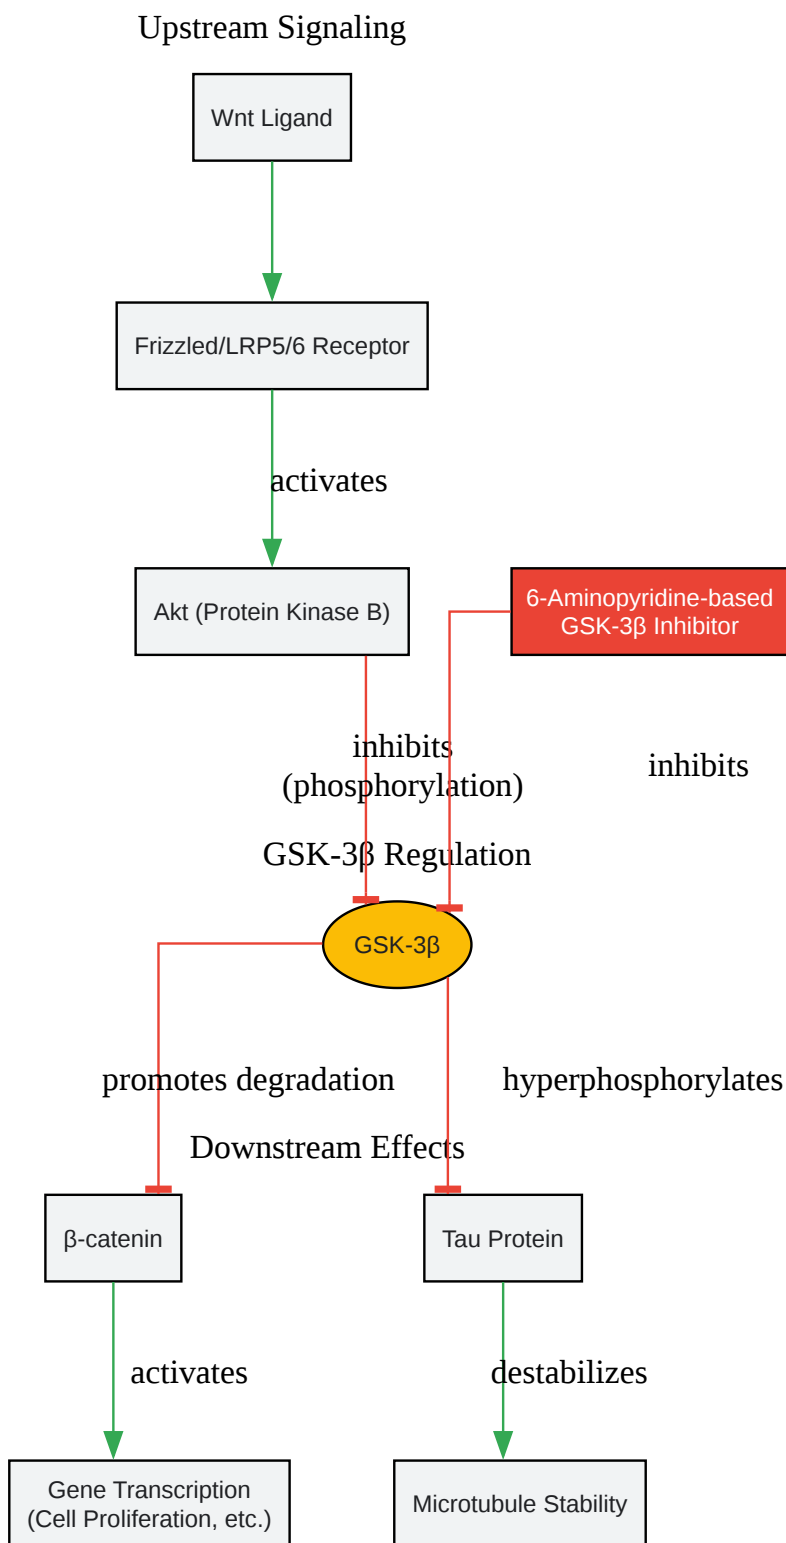 Upstream Signaling
Wnt Ligand
Frizzled/LRP5/6 Receptor
activates
Akt (Protein Kinase B)
6-Aminopyridine-based
GSK-3β Inhibitor
inhibits
(phosphorylation)
inhibits
GSK-3β Regulation
GSK-3β
promotes degradation
hyperphosphorylates
Downstream Effects
β-catenin
Tau Protein
activates
destabilizes
Gene Transcription
(Cell Proliferation, etc.)
Microtubule Stability